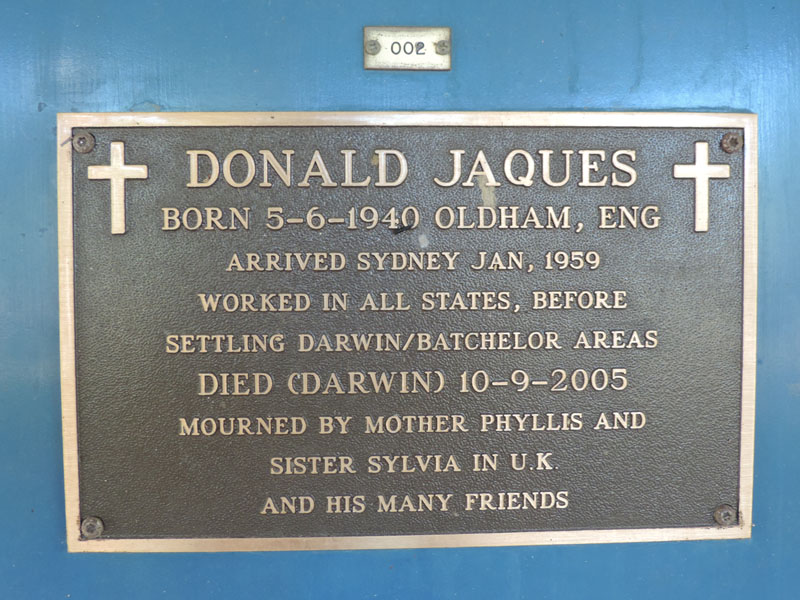 002
DONALD JAQUES
BORN 5-6-1940 OLDHAM, ENG
ARRIVED SYDNEY JAN, 1959
WORKED IN ALL STATES, BEFORE
SETTLING DARWIN/BATCHELOR AREAS
DIED (DARWIN) 10-9-2005
MOURNED BY MOTHER PHYLLIS AND
SISTER SYLVIA IN U.K.
AND HIS MANY FRIENDS